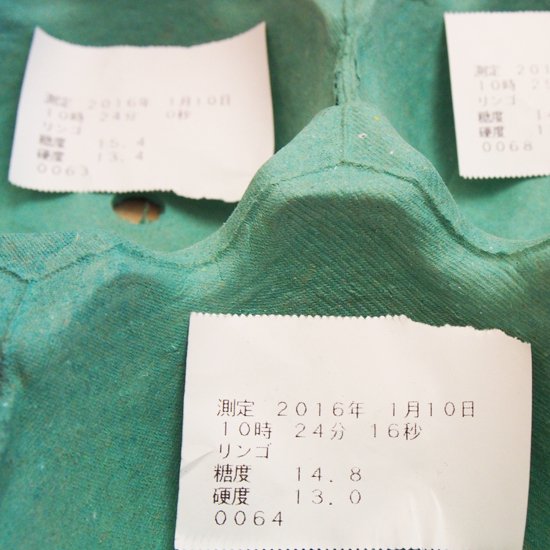 測定 2016年 1月10日
10時 24分 0秒
リンゴ
糖度 15.4
硬度 13.4
0063
測定 201
10時 2
リンゴ
糖度 1
硬度 1
0068
測定 2016年 1月10日
10時 24分 16秒
リンゴ
糖度 14.8
硬度 13.0
0064